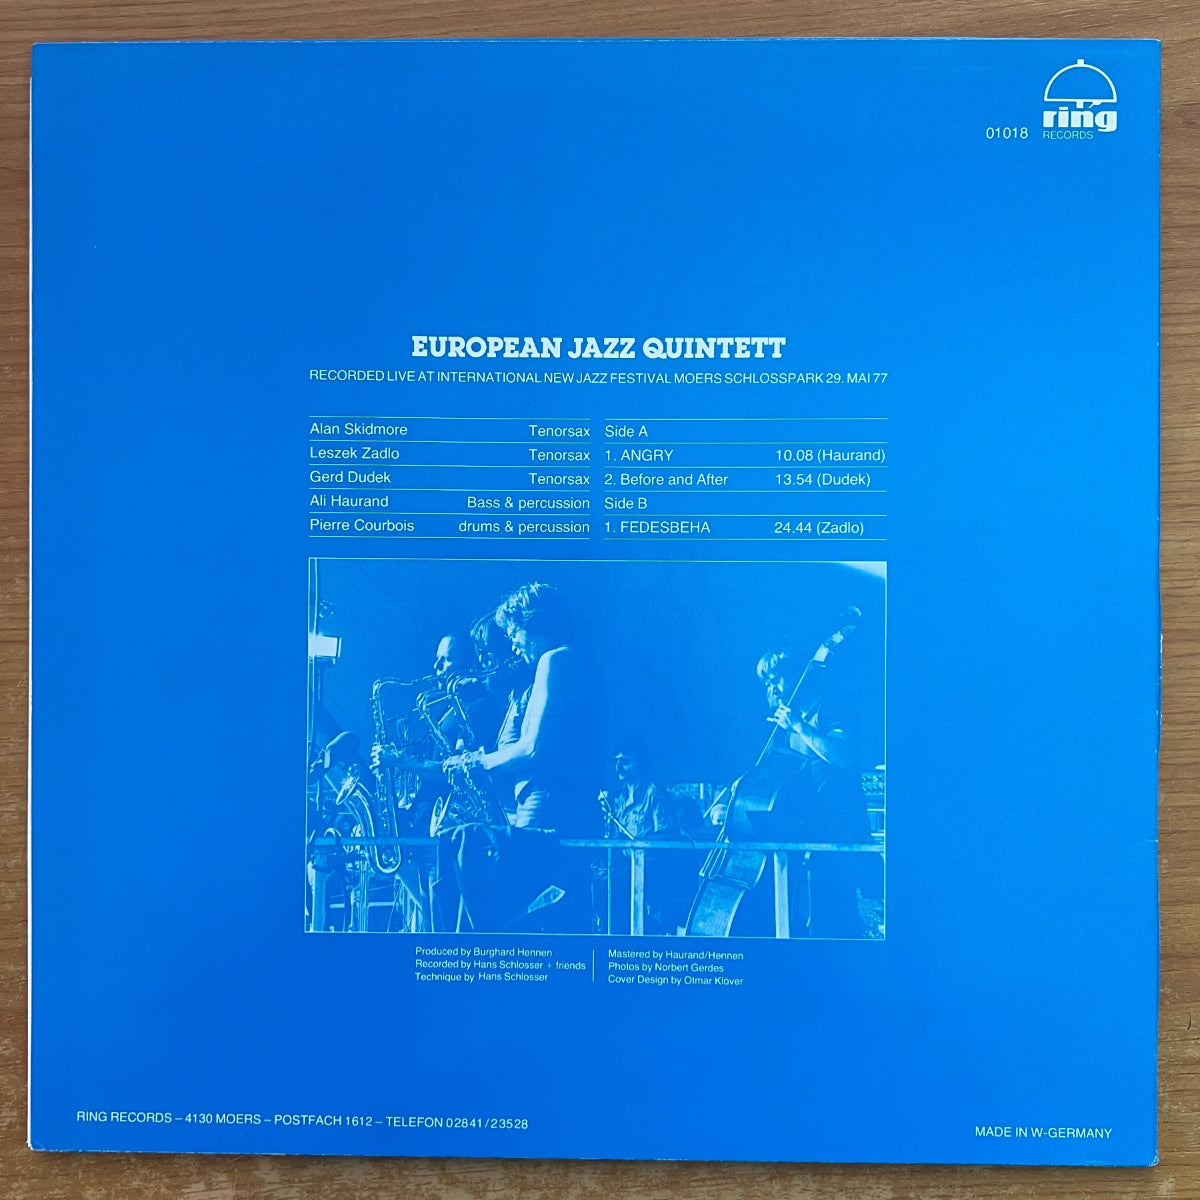 ring
01018 RECORDS
EUROPEAN JAZZ QUINTETT
RECORDED LIVE AT INTERNATIONAL NEW JAZZ FESTIVAL MOERS SCHLOSSPARK 29. MAI 77
Alan Skidmore Tenorsax
Leszek Zadlo Tenorsax
Gerd Dudek Tenorsax
Ali Haurand Bass & percussion
Pierre Courbois drums & percussion
Side A
1. ANGRY 10.08 (Haurand)
2. Before and After 13.54 (Dudek)
Side B
1. FEDESBEHA 24.44 (Zadlo)
Produced by Burghard Hennen
Recorded by Hans Schlosser + friends
Technique by Hans Schlosser
Mastered by Haurand/Hennen
Photos by Norbert Gerdes
Cover Design by Otmar Klöver
RING RECORDS – 4130 MOERS – POSTFACH 1612 – TELEFON 02841/23528
MADE IN W-GERMANY